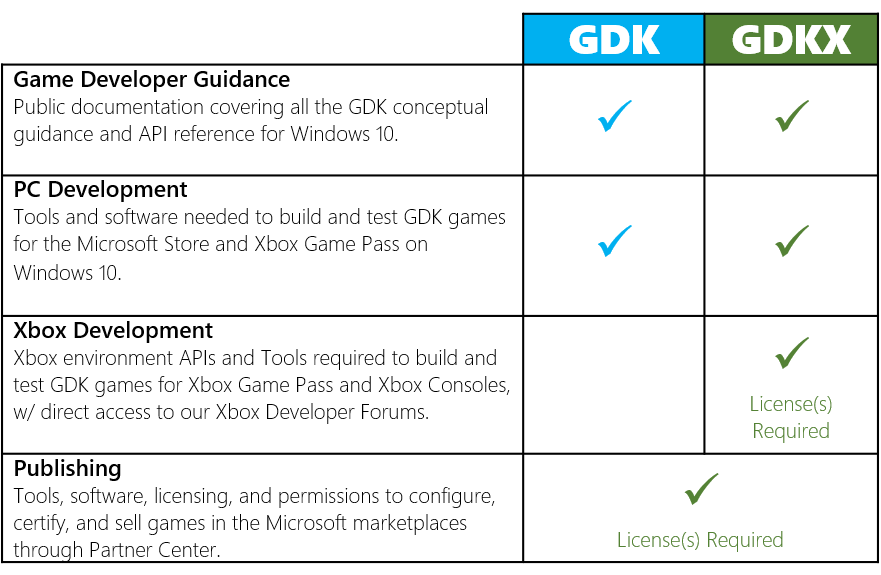 GDK GDKX
Game Developer Guidance
Public documentation covering all the GDK conceptual
guidance and API reference for Windows 10.
PC Development
Tools and software needed to build and test GDK games
for the Microsoft Store and Xbox Game Pass on
Windows 10.
Xbox Development
Xbox environment APIs and Tools required to build and
test GDK games for Xbox Game Pass and Xbox Consoles,
w/ direct access to our Xbox Developer Forums.
License(s)
Required
Publishing
Tools, software, licensing, and permissions to configure,
certify, and sell games in the Microsoft marketplaces
through Partner Center.
License(s) Required